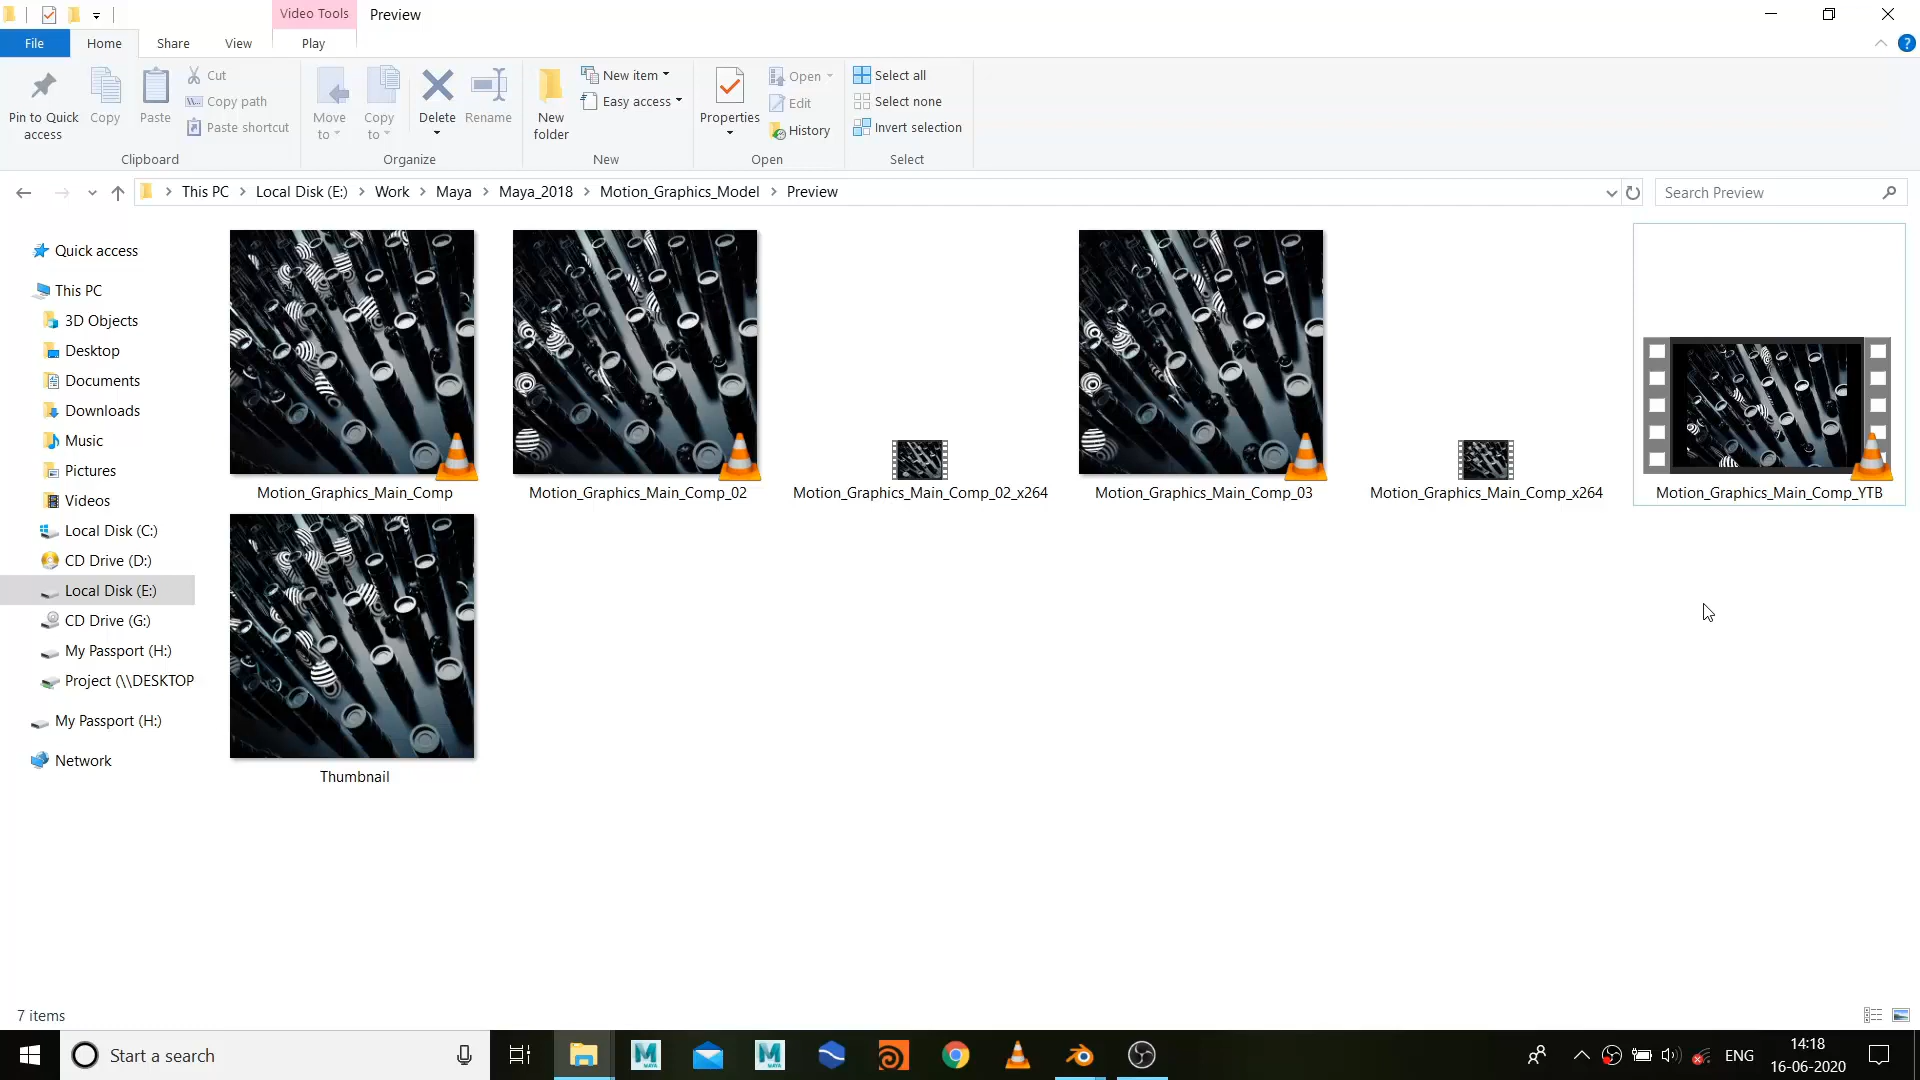 Video Tools
Preview
File
Home
Share
View
Play
Pin to Quick
access
Copy
Paste
Cut
Copy path
Paste shortcut
Clipboard
Move
to
Copy
to
Delete
Rename
Organize
New
folder
New item
Easy access
New
Properties
Open
Edit
History
Open
Select all
Select none
Invert selection
Select
This PC
Local Disk (E:)
Work
Maya
Maya_2018
Motion_Graphics_Model
Preview
Search Preview
Quick access
This PC
3D Objects
Desktop
Documents
Downloads
Music
Pictures
Videos
Local Disk (C:)
CD Drive (D:)
Local Disk (E:)
CD Drive (G:)
My Passport (H:)
Project (\\DESKTOP
My Passport (H:)
Network
Motion_Graphics_Main_Comp
Motion_Graphics_Main_Comp_02
Motion_Graphics_Main_Comp_02_x264
Motion_Graphics_Main_Comp_03
Motion_Graphics_Main_Comp_x264
Motion_Graphics_Main_Comp_YTB
Thumbnail
7 items
Start a search
ENG
14:18
16-06-2020